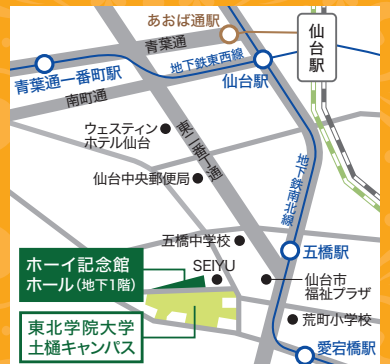 あおば通駅
青葉通
仙台駅
地下鉄東西線
青葉通一番町駅
仙台駅
南町通
ウェスティン
ホテル仙台
東二番丁通
仙台中央郵便局
地下鉄南北線
五橋中学校
五橋駅
ホーイ記念館
ホール(地下1階)
SEIYU
仙台市
福祉プラザ
東北学院大学
土樋キャンパス
荒町小学校
愛宕橋駅